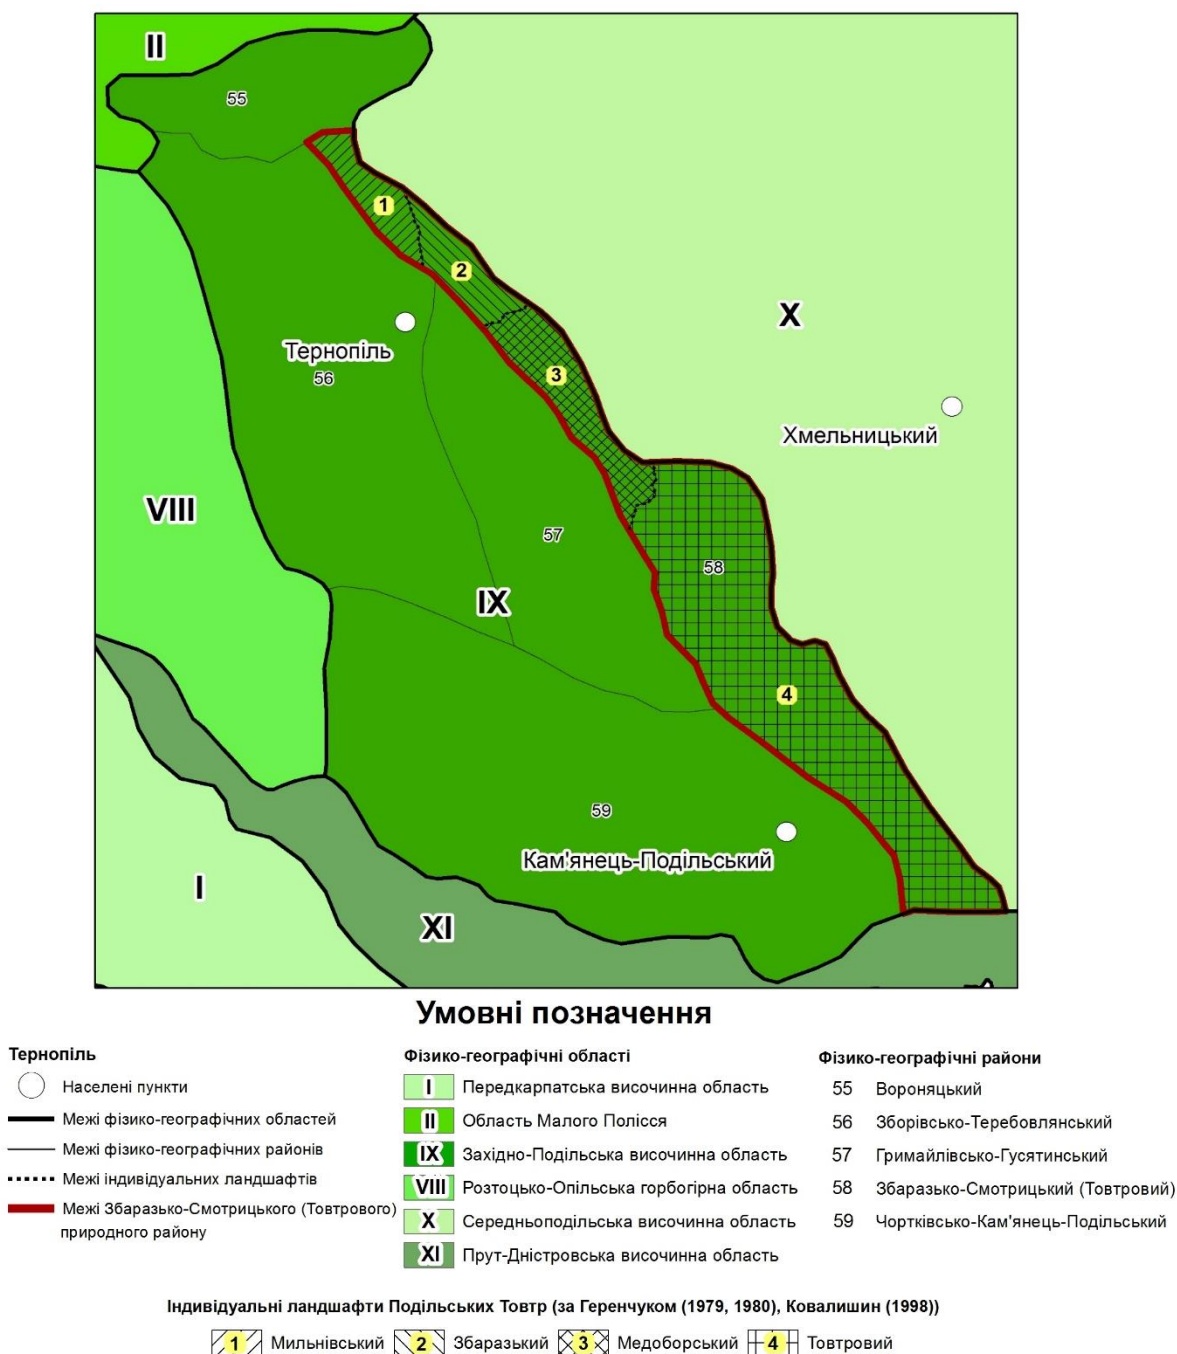 II
55
1
2
X
Тернопіль
56
3
Хмельницький
VIII
57
58
IX
4
59
Кам'янець-Подільський
I
XI
Умовні позначення
Тернопіль
Населені пункти
Межі фізико-географічних областей
Межі фізико-географічних районів
Межі індивідуальних ландшафтів
Межі Збаразько-Смотрицького (Товтрового)
природного району
Фізико-географічні області
I Передкарпатська височинна область
II Область Малого Полісся
IX Західно-Подільська височинна область
VIII Розтоцько-Опільська горбогірна область
X Середньоподільська височинна область
XI Прут-Дністровська височинна область
Фізико-географічні райони
55 Вороняцький
56 Зборівсько-Теребовлянський
57 Гримайлівсько-Гусятинський
58 Збаразько-Смотрицький (Товтровий)
59 Чортківсько-Кам'янець-Подільський
Індивідуальні ландшафти Подільських Товтр (за Геренчуком (1979, 1980), Ковалишин (1998))
1 Мильнівський 2 Збаразький 3 Медоборський 4 Товтровий